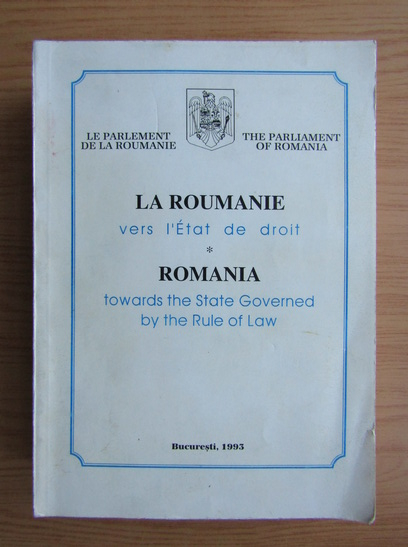 LE PARLEMENT
DE LA ROUMANIE
THE PARLIAMENT
OF ROMANIA
LA ROUMANIE
vers l'État de droit
*
ROMANIA
towards the State Governed
by the Rule of Law
Bucureşti, 1993